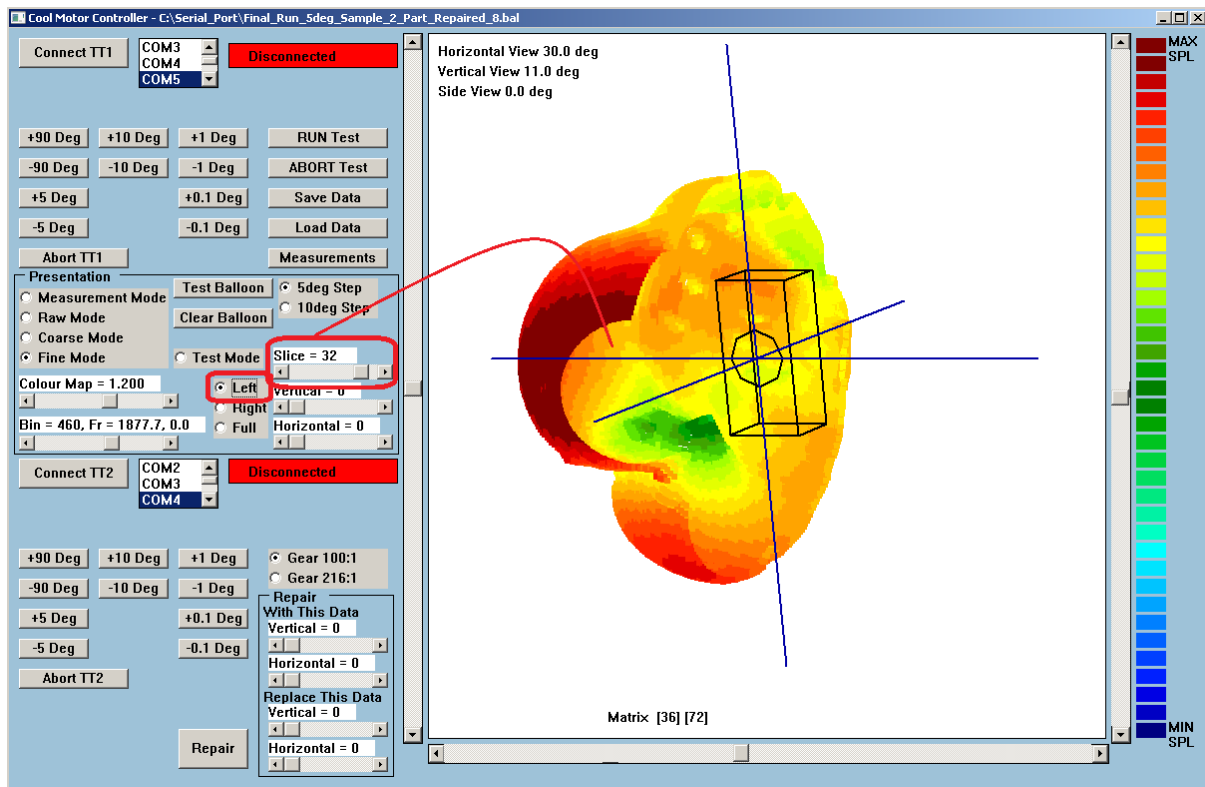 Cool Motor Controller - C:\Serial_Port\Final_Run_5deg_Sample_2_Part_Repaired_8.bal
Connect TT1
COM3
COM4
COM5
Disconnected
+90 Deg
+10 Deg
+1 Deg
RUN Test
-90 Deg
-10 Deg
-1 Deg
ABORT Test
+5 Deg
+0.1 Deg
Save Data
-5 Deg
-0.1 Deg
Load Data
Abort TT1
Measurements
Presentation
Measurement Mode
Raw Mode
Coarse Mode
Fine Mode
Test Balloon
Clear Balloon
5deg Step
10deg Step
Test Mode
Slice = 32
Colour Map = 1.200
Left
Right
Full
Vertical = 0
Bin = 460, Fr = 1877.7, 0.0
Horizontal = 0
Connect TT2
COM2
COM3
COM4
Disconnected
+90 Deg
+10 Deg
+1 Deg
Gear 100:1
Gear 216:1
-90 Deg
-10 Deg
-1 Deg
+5 Deg
+0.1 Deg
-5 Deg
-0.1 Deg
Abort TT2
Repair
With This Data
Vertical = 0
Horizontal = 0
Replace This Data
Vertical = 0
Horizontal = 0
Repair
Horizontal View 30.0 deg
Vertical View 11.0 deg
Side View 0.0 deg
Matrix [36] [72]
MAX
SPL
MIN
SPL